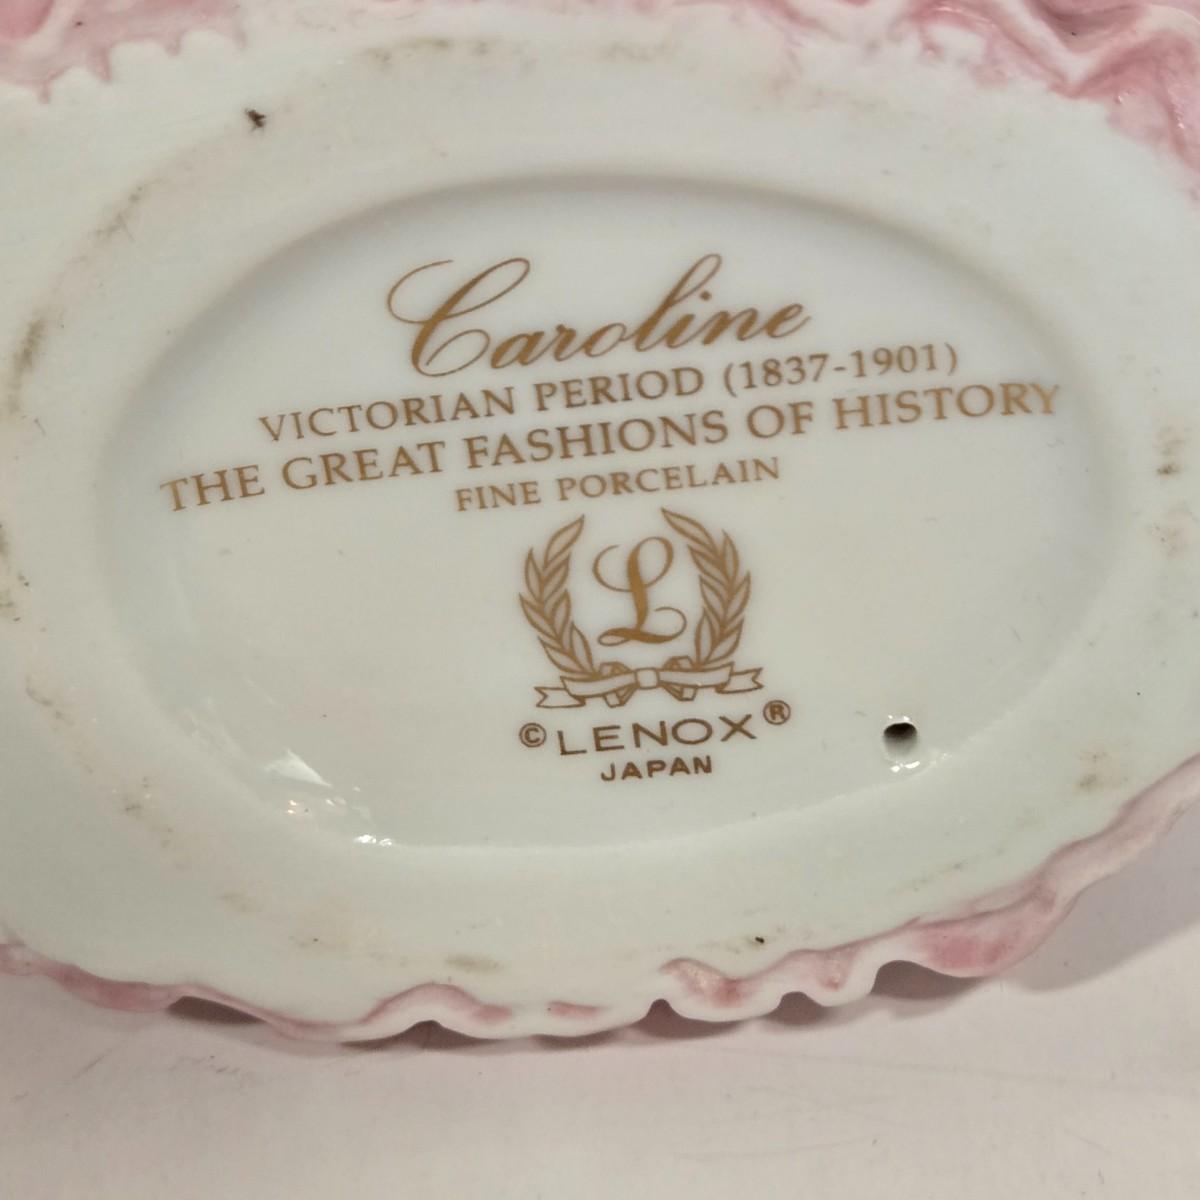 Caroline
VICTORIAN PERIOD (1837-1901)
THE GREAT FASHIONS OF HISTORY
FINE PORCELAIN
L
© LENOX®
JAPAN